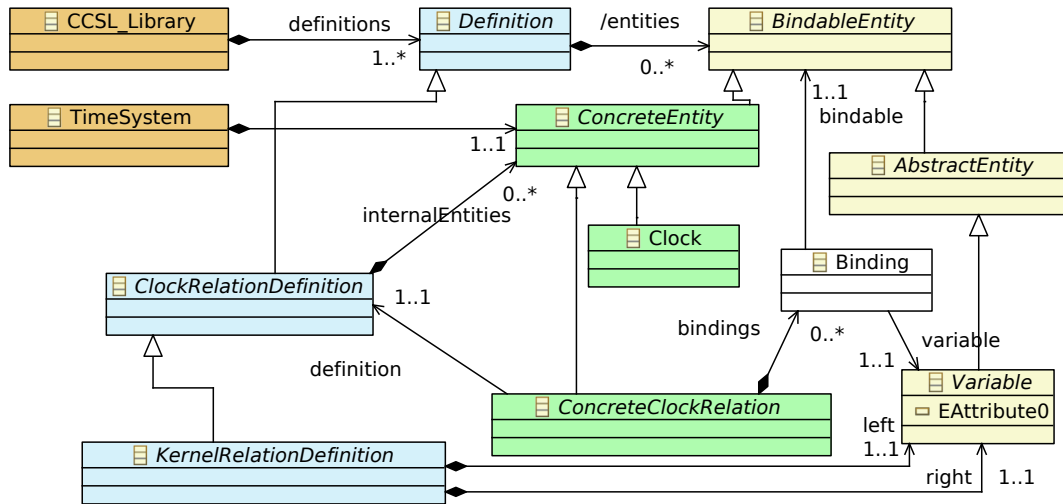 CCSL_Library
definitions
1..*
Definition
/entities
0..*
BindableEntity
TimeSystem
1..1
ConcreteEntity
1..1
bindable
AbstractEntity
0..*
internalEntities
Clock
Binding
ClockRelationDefinition
1..1
definition
bindings
0..*
variable
1..1
Variable
EAttribute0
ConcreteClockRelation
left
1..1
KernelRelationDefinition
right
1..1